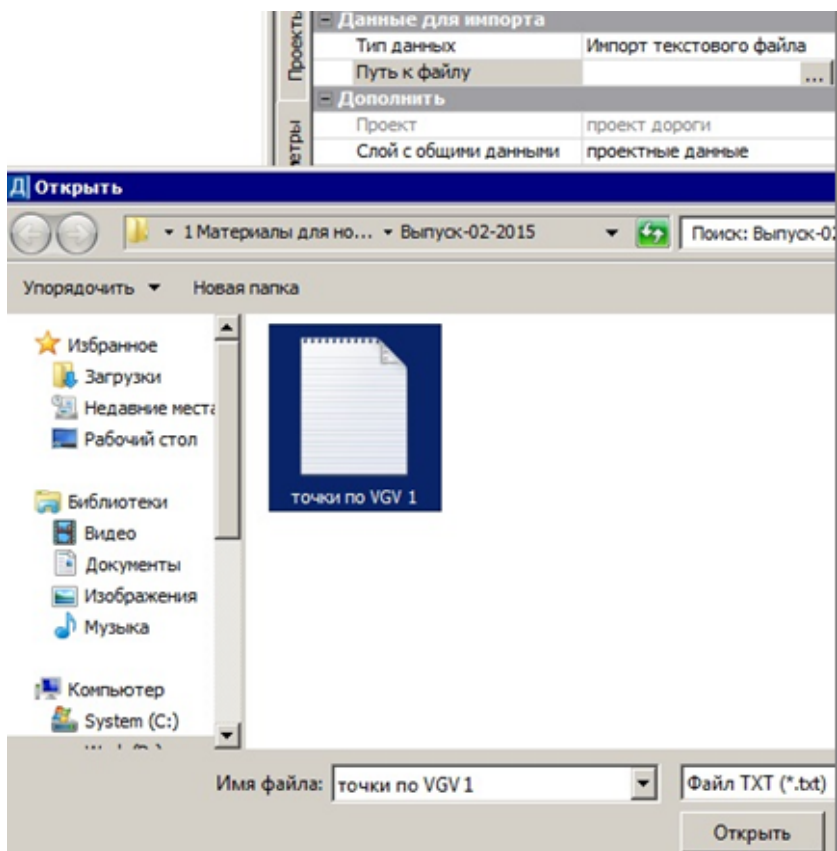 Данные для импорта
Тип данных Импорт текстового файла
Проекты
Путь к файлу ...
Дополнить
Проект проект дороги
Слой с общими данными проектные данные
Д Открыть
1 Материалы для но... Выпуск-02-2015 Поиск: Выпуск-02
Упорядочить Новая папка
Избранное
Загрузки
Недавние места
Рабочий стол
точки по VGV 1
Библиотеки
Видео
Документы
Изображения
Музыка
Компьютер
System (C:)
Имя файла: точки по VGV 1 Файл TXT (*.txt)
Открыть